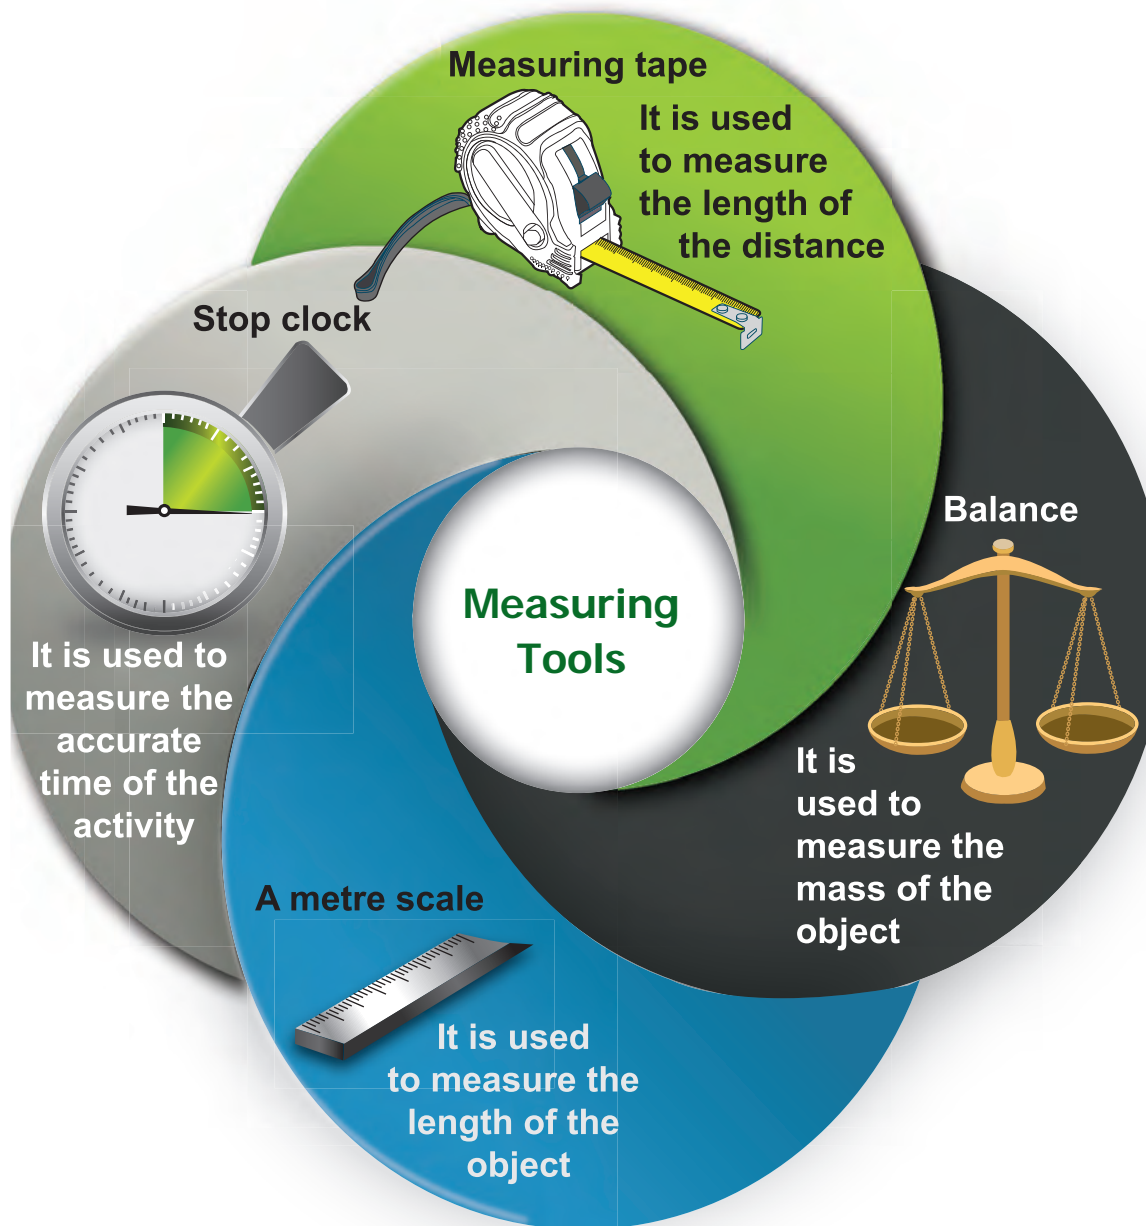 Measuring tape
It is used
to measure
the length of
the distance
Stop clock
It is used to
measure the
accurate
time of the
activity
Balance
It is
used to
measure the
mass of the
object
Measuring
Tools
A metre scale
It is used
to measure the
length of the
object